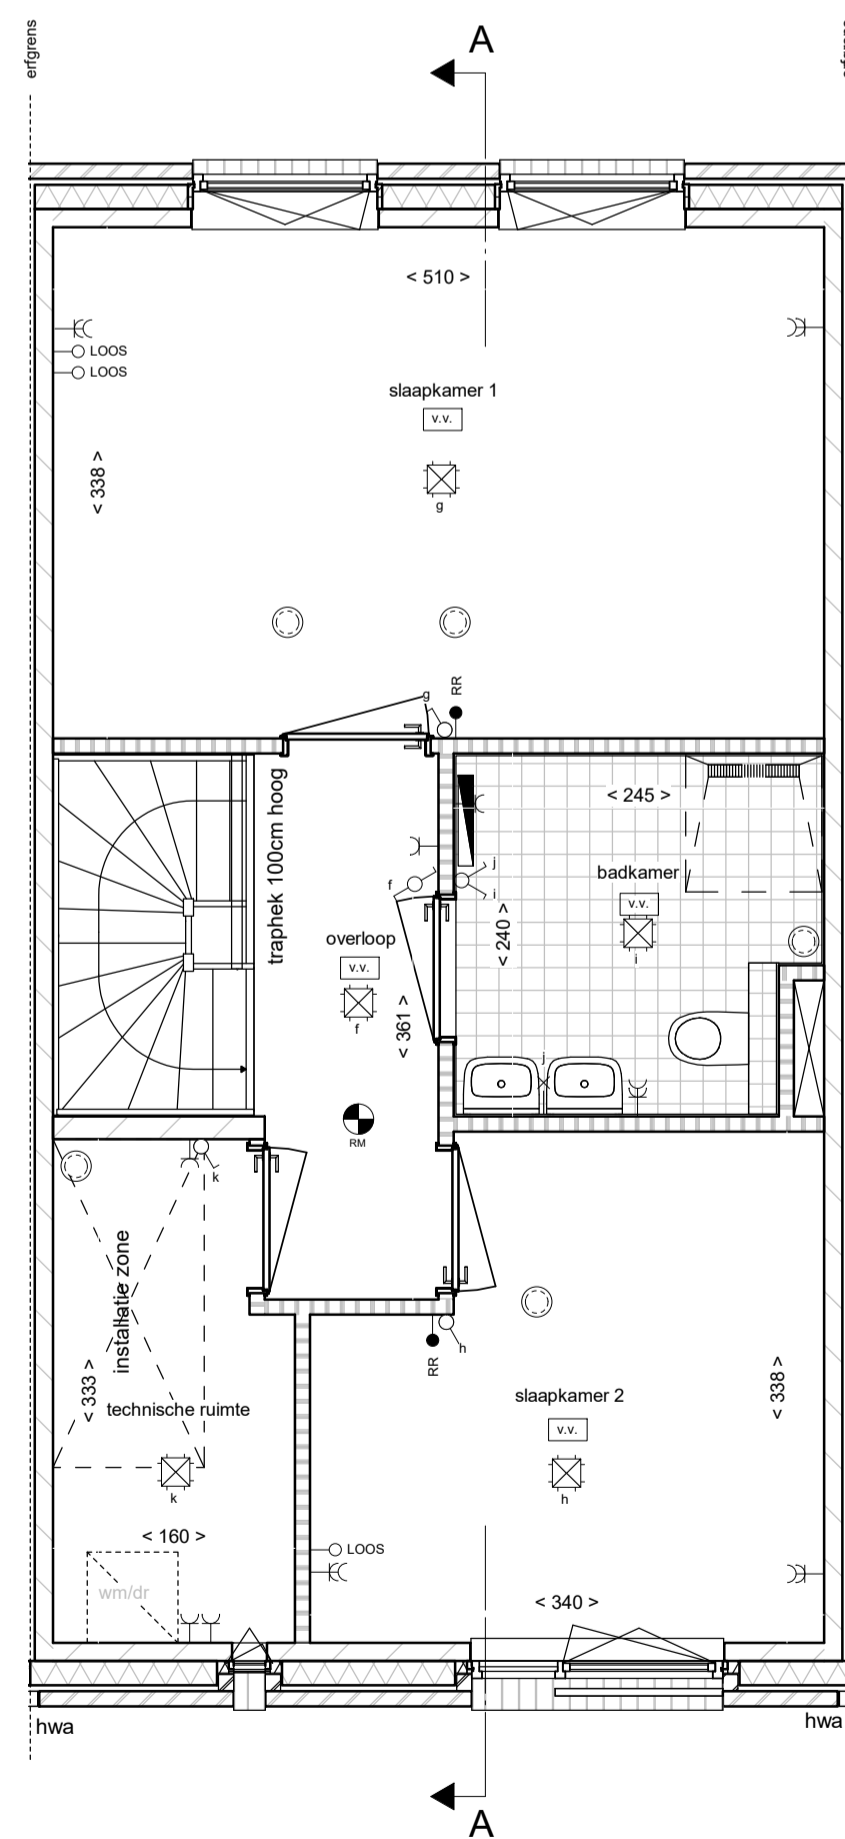 A
erfgrens
erfgrens
< 510 >
LOOS
LOOS
slaapkamer 1
v.v.
< 338 >
g
g
RR
traphek 100cm hoog
< 245 >
badkamer
v.v.
i
j
i
f
< 240 >
overloop
v.v.
f
< 361 >
j
RM
k
installatie zone
< 333 >
technische ruimte
k
< 160 >
wm/dr
RR
h
slaapkamer 2
v.v.
h
< 338 >
LOOS
< 340 >
hwa
hwa
A